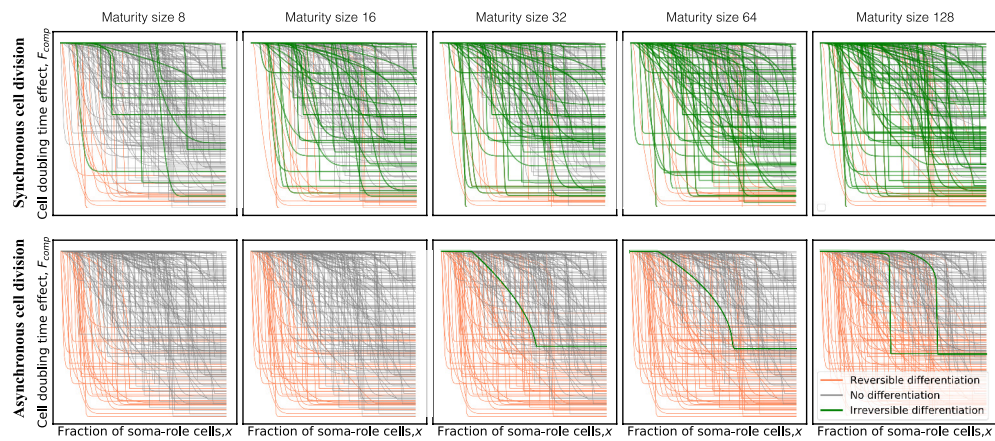 Maturity size 8 Maturity size 16 Maturity size 32 Maturity size 64 Maturity size 128
Synchronous cell division
Cell doubling time effect, F_comp
Asynchronous cell division
Cell doubling time effect, F_comp
Reversible differentiation
No differentiation
Irreversible differentiation
Fraction of soma-role cells,x Fraction of soma-role cells,x Fraction of soma-role cells,x Fraction of soma-role cells,x Fraction of soma-role cells,x